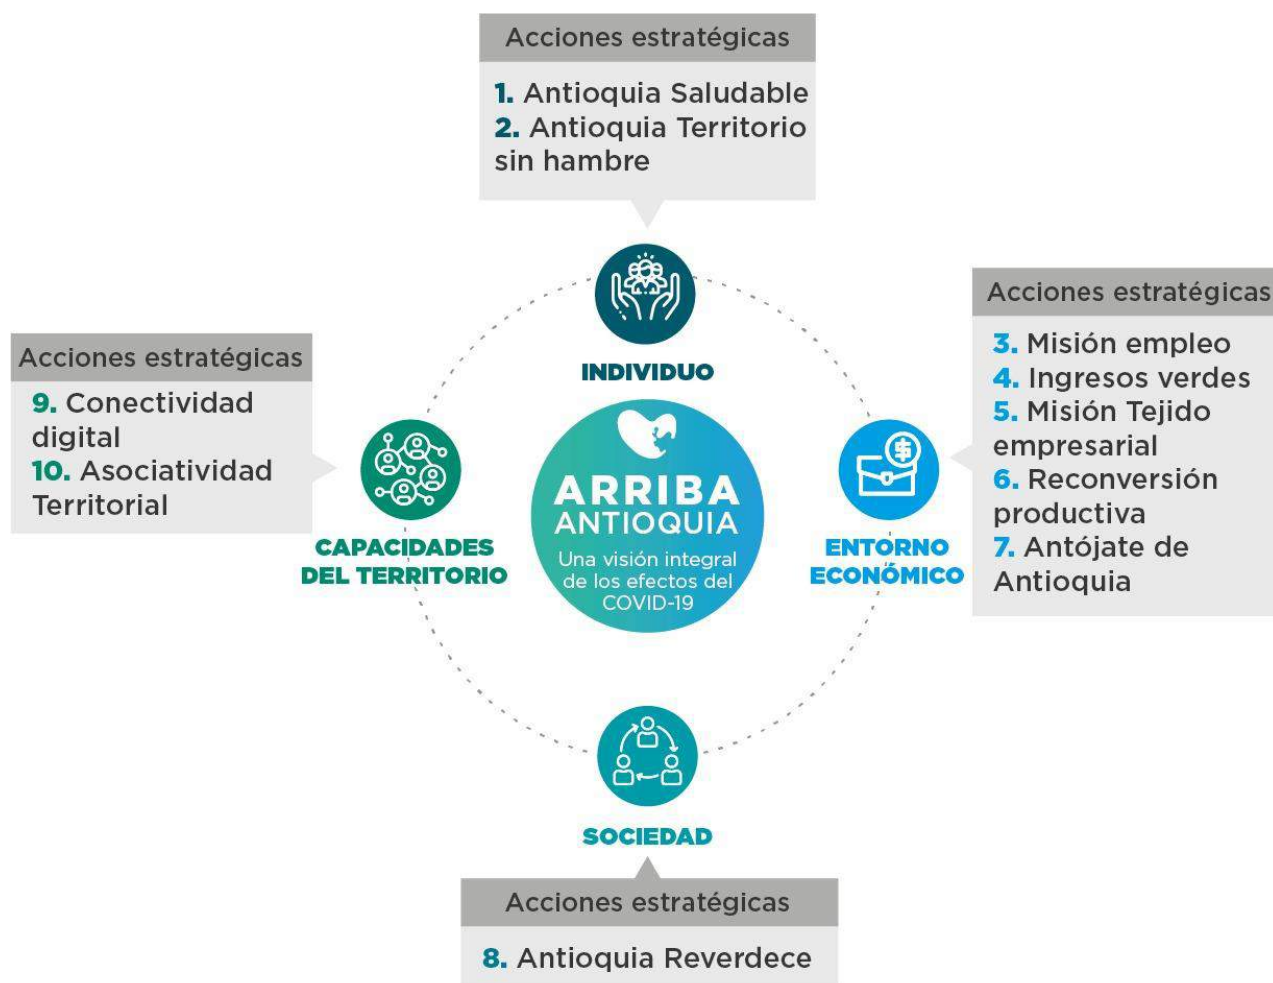 Acciones estratégicas
1. Antioquia Saludable
2. Antioquia Territorio
sin hambre
INDIVIDUO
Acciones estratégicas
3. Misión empleo
4. Ingresos verdes
5. Misión Tejido
empresarial
6. Reconversión
productiva
7. Antójate de
Antioquia
ENTORNO
ECONÓMICO
Acciones estratégicas
9. Conectividad
digital
10. Asociatividad
Territorial
CAPACIDADES
DEL TERRITORIO
ARRIBA
ANTIOQUIA
Una visión integral
de los efectos del
COVID-19
SOCIEDAD
Acciones estratégicas
8. Antioquia Reverdece